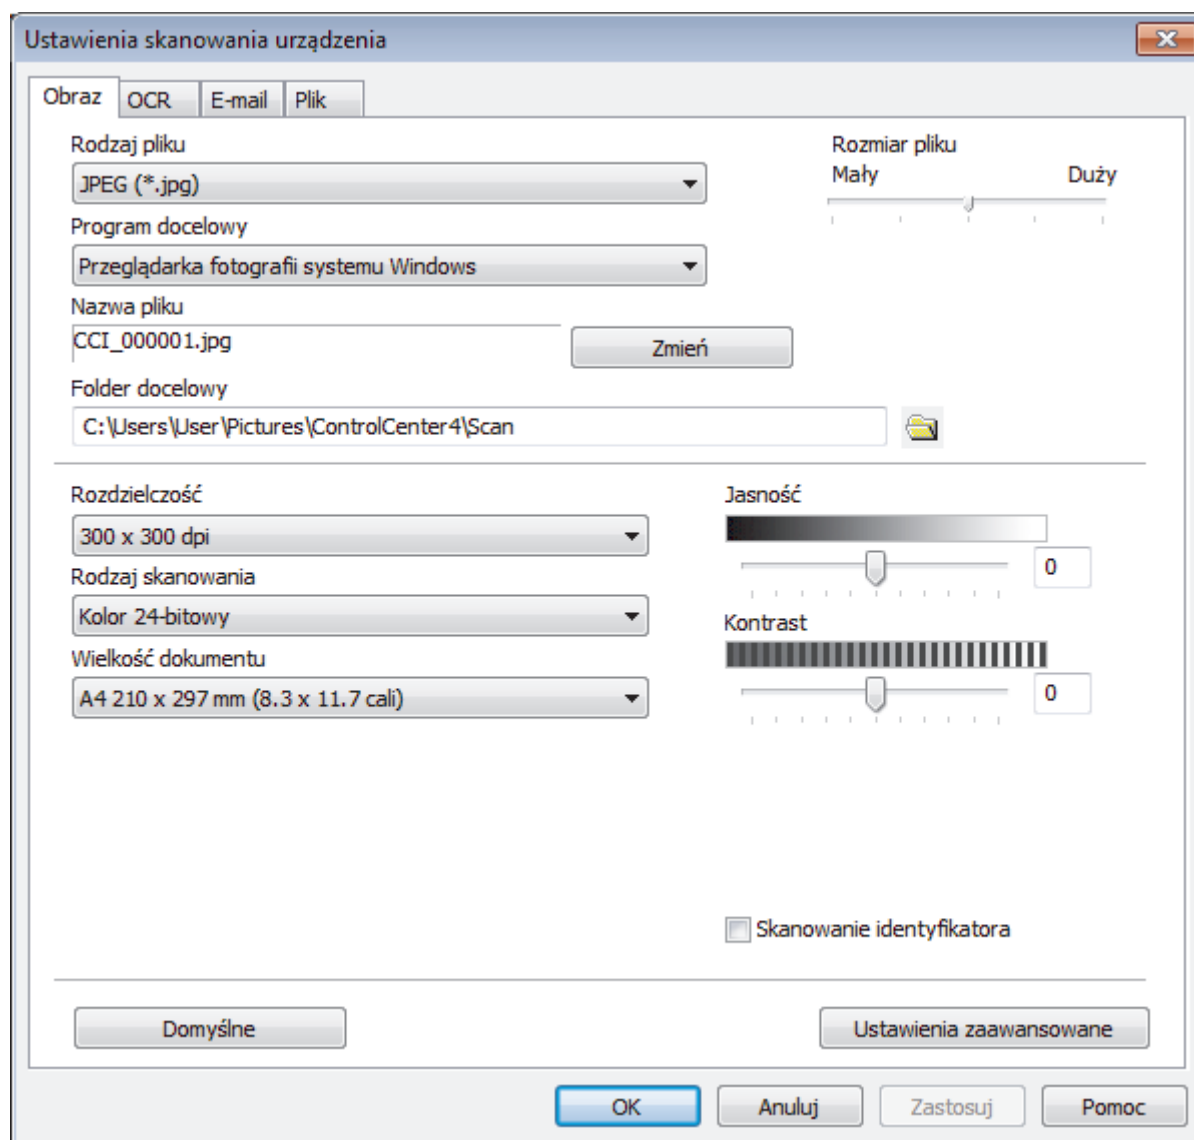 Ustawienia skanowania urządzenia
Obraz OCR E-mail Plik
Rodzaj pliku
JPEG (*.jpg)
Rozmiar pliku
Mały Duży
Program docelowy
Przeglądarka fotografii systemu Windows
Nazwa pliku
CCI_000001.jpg
Zmień
Folder docelowy
C:\Users\User\Pictures\ControlCenter4\Scan
Rozdzielczość
300 x 300 dpi
Rodzaj skanowania
Kolor 24-bitowy
Wielkość dokumentu
A4 210 x 297 mm (8.3 x 11.7 cali)
Jasność
0
Kontrast
0
Skanowanie identyfikatora
Domyślne
Ustawienia zaawansowane
OK Anuluj Zastosuj Pomoc